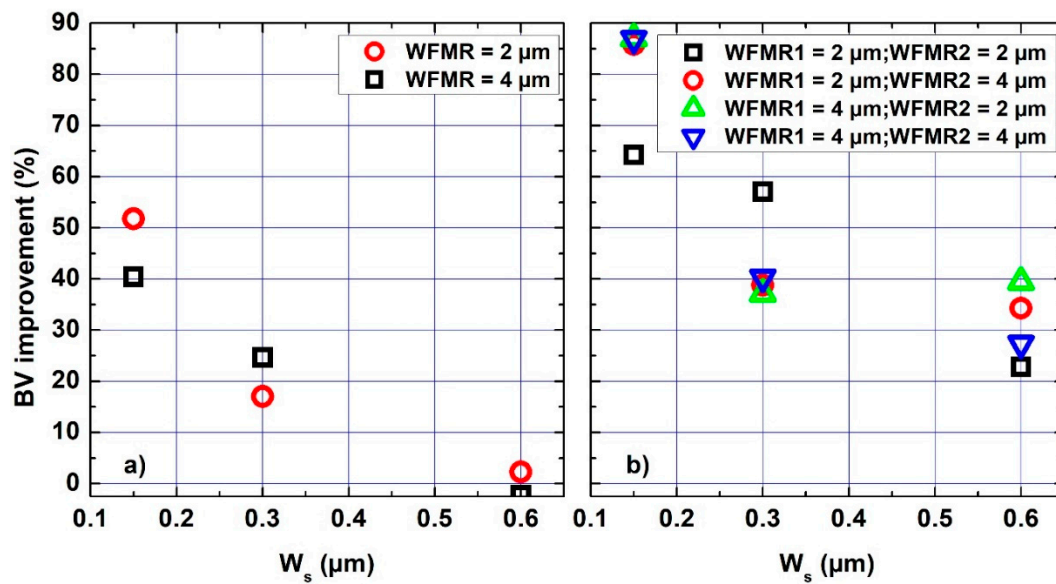 BV improvement (%)
90
80
70
60
50
40
30
20
10
0
WFMR = 2 µm
WFMR = 4 µm
a)
0.1 0.2 0.3 0.4 0.5 0.6
W_s (µm)
WFMR1 = 2 µm;WFMR2 = 2 µm
WFMR1 = 2 µm;WFMR2 = 4 µm
WFMR1 = 4 µm;WFMR2 = 2 µm
WFMR1 = 4 µm;WFMR2 = 4 µm
b)
0.1 0.2 0.3 0.4 0.5 0.6
W_s (µm)